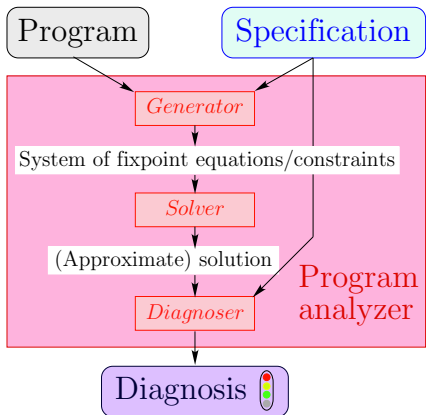 Program
Specification
Generator
System of fixpoint equations/constraints
Solver
(Approximate) solution
Program
analyzer
Diagnoser
Diagnosis